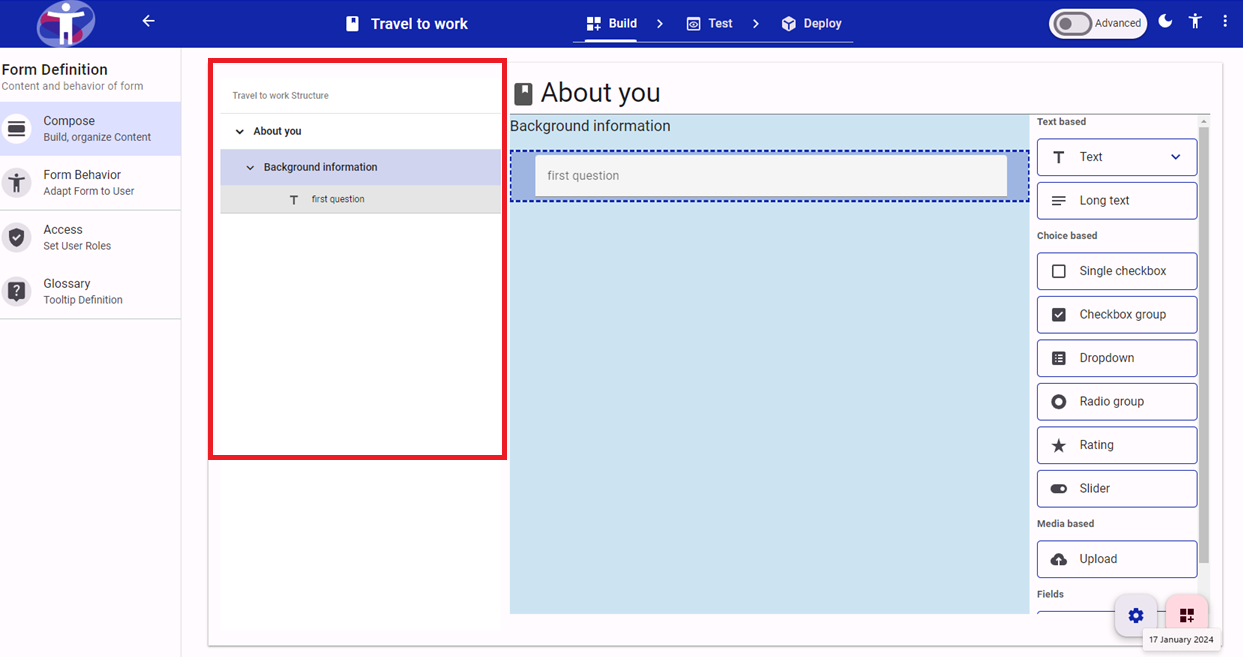 Travel to work
Build
Test
Deploy
Advanced
Form Definition
Content and behavior of form
Compose
Build, organize Content
Form Behavior
Adapt Form to User
Access
Set User Roles
Glossary
Tooltip Definition
Travel to work Structure
About you
Background information
first question
About you
Background information
first question
Text based
Text
Long text
Choice based
Single checkbox
Checkbox group
Dropdown
Radio group
Rating
Slider
Media based
Upload
Fields
17 January 2024